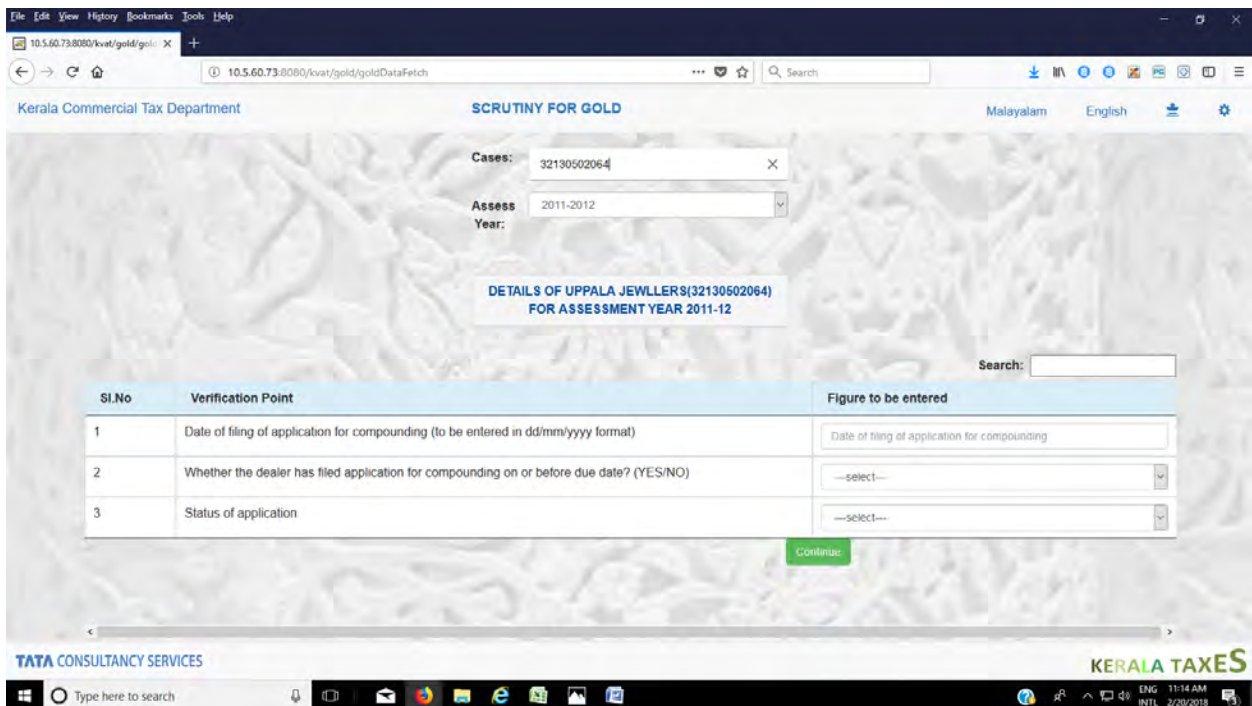 File Edit View History Bookmarks Tools Help
10.5.60.73:8080/kvat/gold/gol
10.5.60.73:8080/kvat/gold/goldDataFetch
Search
Kerala Commercial Tax Department
SCRUTINY FOR GOLD
Malayalam English
Cases: 32130502064
Assess Year: 2011-2012
DETAILS OF UPPALA JEWLLERS(32130502064)
FOR ASSESSMENT YEAR 2011-12
Search:
Sl.No Verification Point Figure to be entered
1 Date of filing of application for compounding (to be entered in dd/mm/yyyy format) Date of filing of application for compounding
2 Whether the dealer has filed application for compounding on or before due date? (YES/NO) ---select---
3 Status of application ---select---
Continue
TATA CONSULTANCY SERVICES
KERALA TAXES
Type here to search
ENG 11:14 AM
INTL 2/20/2018